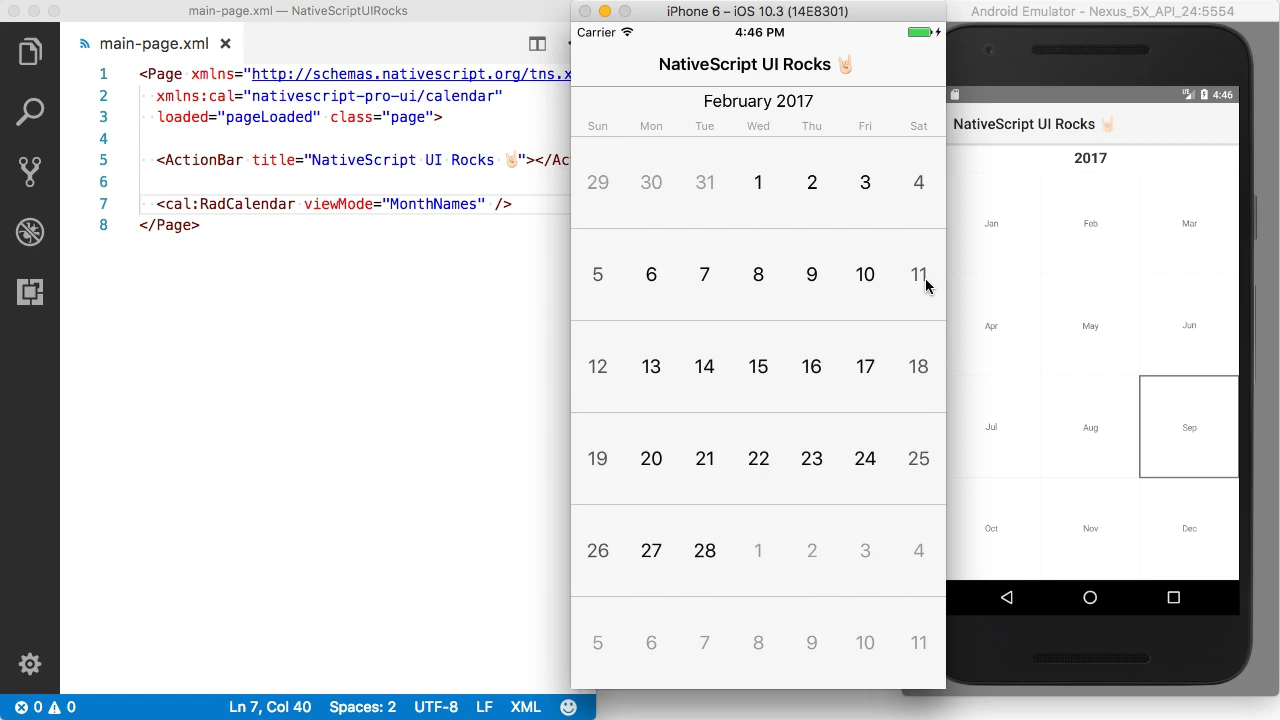 main-page.xml — NativeScriptUIRocks
main-page.xml
1 <Page xmlns="http://schemas.nativescript.org/tns.x
2 xmlns:cal="nativescript-pro-ui/calendar"
3 loaded="pageLoaded" class="page">
4
5 <ActionBar title="NativeScript UI Rocks 🤘🏻"></Ac
6
7 <cal:RadCalendar viewMode="MonthNames" />
8 </Page>
0 0
Ln 7, Col 40 Spaces: 2 UTF-8 LF XML
iPhone 6 – iOS 10.3 (14E8301)
Carrier 4:46 PM
NativeScript UI Rocks 🤘🏻
February 2017
Sun Mon Tue Wed Thu Fri Sat
29 30 31 1 2 3 4
5 6 7 8 9 10 11
12 13 14 15 16 17 18
19 20 21 22 23 24 25
26 27 28 1 2 3 4
5 6 7 8 9 10 11
Android Emulator - Nexus_5X_API_24:5554
LTE 4:46
NativeScript UI Rocks 🤘🏻
2017
Jan Feb Mar
Apr May Jun
Jul Aug Sep
Oct Nov Dec